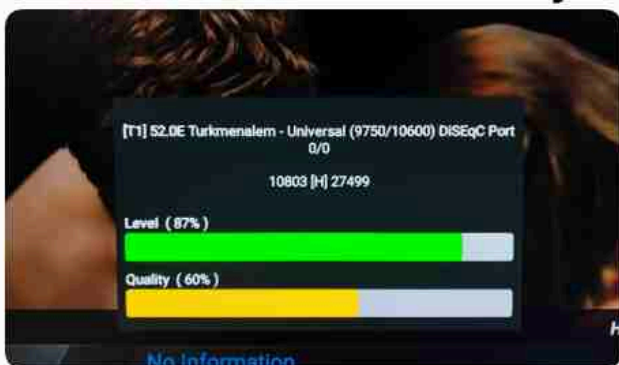 [T1] 52.0E Turkmenalem - Universal (9750/10600) DiSEqC Port
0/0
10803 [H] 27499
Level ( 87% )
Quality ( 60% )
No Information